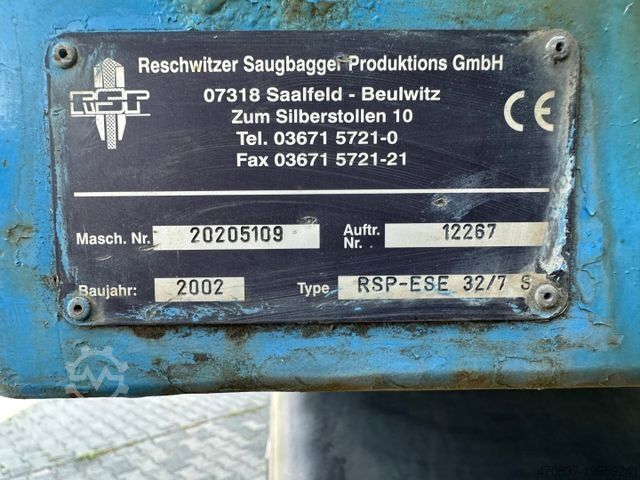 RSP
Reschwitzer Saugbagger Produktions GmbH
07318 Saalfeld - Beulwitz
Zum Silberstollen 10
Tel. 03671 5721-0
Fax 03671 5721-21
CE
Masch. Nr. 20205109
Auftr. Nr. 12267
Baujahr: 2002
Type RSP-ESE 32/7 S